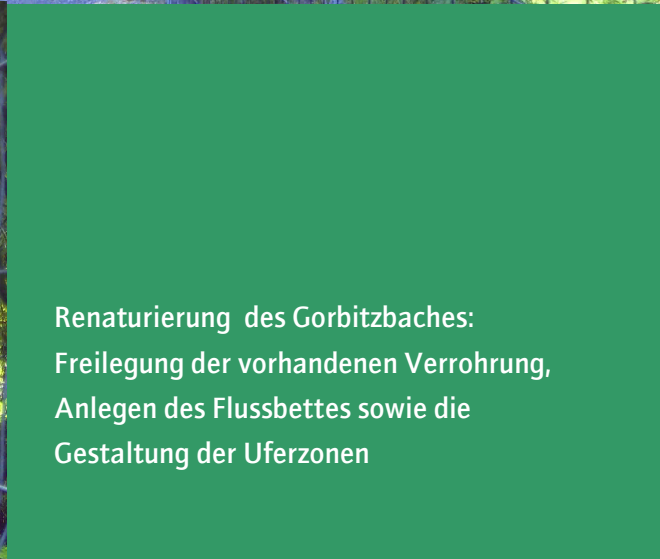 Renaturierung des Gorbitzbaches:
Freilegung der vorhandenen Verrohrung,
Anlegen des Flussbettes sowie die
Gestaltung der Uferzonen